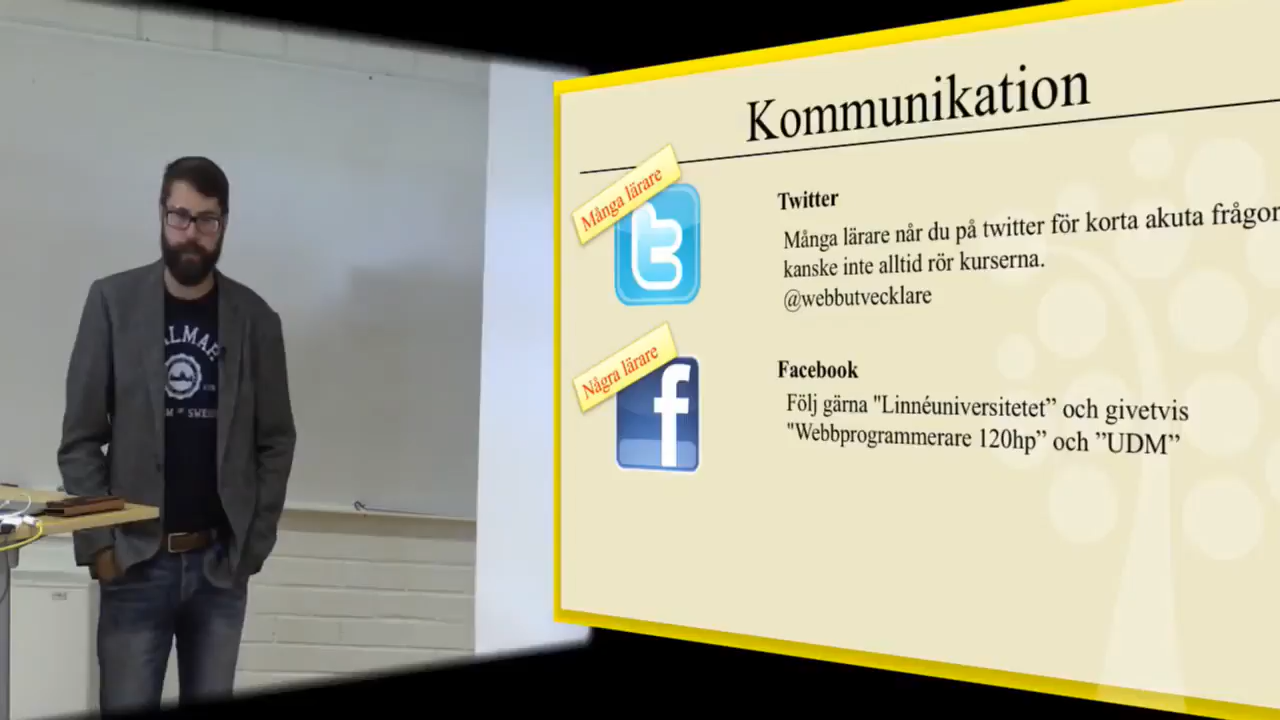 Kommunikation
Många lärare
Twitter
Många lärare når du på twitter för korta akuta frågor
kanske inte alltid rör kurserna.
@webbutvecklare
Några lärare
Facebook
Följ gärna "Linnéuniversitetet” och givetvis
"Webbprogrammerare 120hp” och ”UDM”